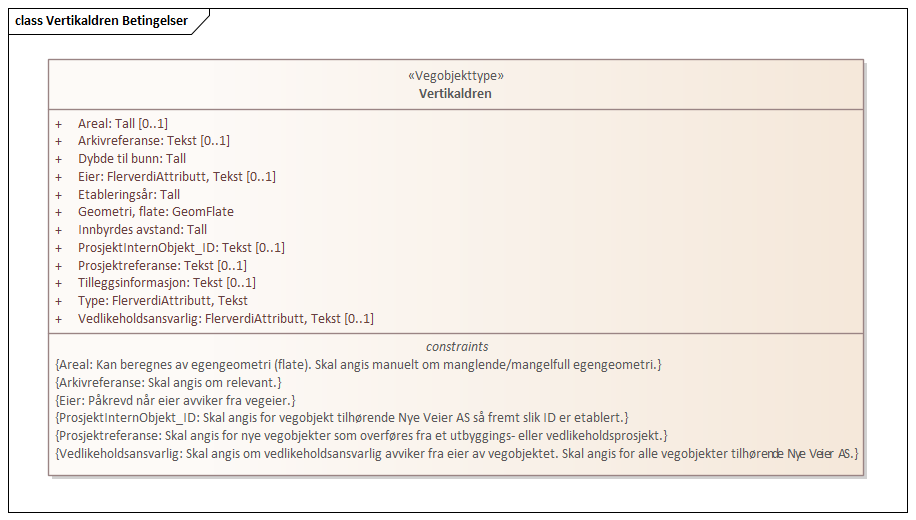 class Vertikaldren Betingelser
«Vegobjekttype»
Vertikaldren
+ Areal: Tall [0..1]
+ Arkivreferanse: Tekst [0..1]
+ Dybde til bunn: Tall
+ Eier: FlerverdiAttributt, Tekst [0..1]
+ Etableringsår: Tall
+ Geometri, flate: GeomFlate
+ Innbyrdes avstand: Tall
+ ProsjektInternObjekt_ID: Tekst [0..1]
+ Prosjektreferanse: Tekst [0..1]
+ Tilleggsinformasjon: Tekst [0..1]
+ Type: FlerverdiAttributt, Tekst
+ Vedlikeholdsansvarlig: FlerverdiAttributt, Tekst [0..1]
constraints
{Areal: Kan beregnes av egengeometri (flate). Skal angis manuelt om manglende/mangelfull egengeometri.}
{Arkivreferanse: Skal angis om relevant.}
{Eier: Påkrevd når eier avviker fra vegeier.}
{ProsjektInternObjekt_ID: Skal angis for vegobjekt tilhørende Nye Veier AS så fremt slik ID er etablert.}
{Prosjektreferanse: Skal angis for nye vegobjekter som overføres fra et utbyggings- eller vedlikeholdsprosjekt.}
{Vedlikeholdsansvarlig: Skal angis om vedlikeholdsansvarlig avviker fra eier av vegobjektet. Skal angis for alle vegobjekter tilhørende Nye Veier AS.}